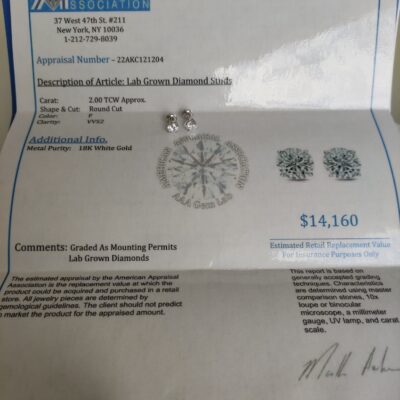 ASSOCIATION
37 West 47th St. #211
New York, NY 10036
1-212-729-8039
Appraisal Number -22AKC121204
Description of Article: Lab Grown Diamond Studs
Carat: 2.00 TCW Approx.
Shape & Cut: Round Cut
Color: F
Clarity: VVS2
Additional Info.
Metal Purity: 18K White Gold
AMERICAN APPRAISAL ASSOCIATION
AAA Gem Lab
$14,160
Estimated Retail Replacement Value
For Insurance Purposes Only
Comments: Graded As Mounting Permits
Lab Grown Diamonds
The estimated appraisal by the American Appraisal
Association is the replacement value at which the
product could be acquired and purchased in a retail
store. All jewelry pieces are determined by
gemological guidelines. The client should not predict
to market the product for the appraised amount.
This report is based on
generally accepted grading
techniques. Characteristics
are determined using master
comparison stones, 10x
loupe or binocular
microscope, a millimeter
gauge, UV lamp, and carat
scale.